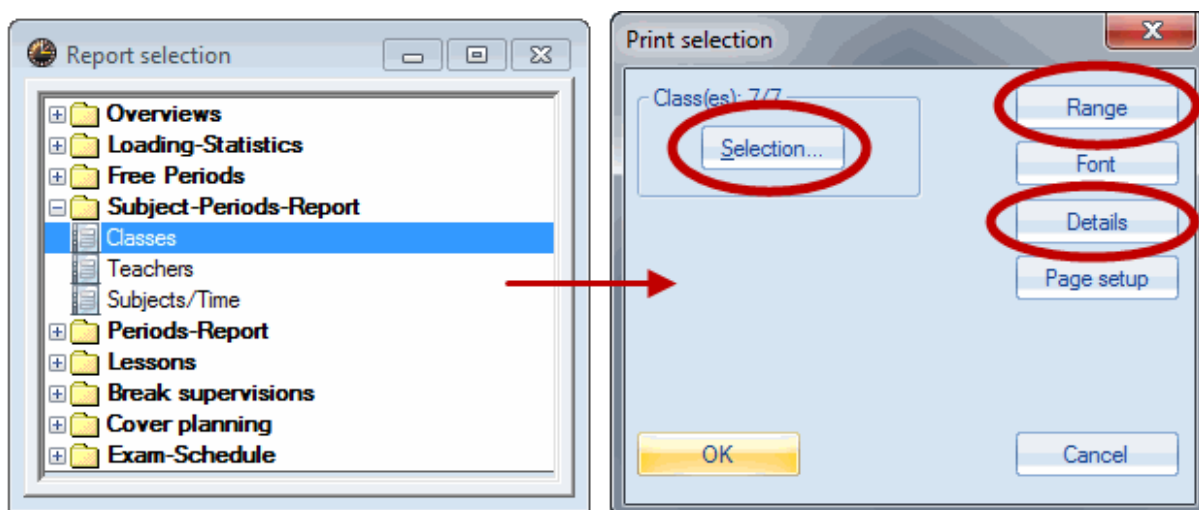 Report selection
Overviews
Loading-Statistics
Free Periods
Subject-Periods-Report
Classes
Teachers
Subjects/Time
Periods-Report
Lessons
Break supervisions
Cover planning
Exam-Schedule
Print selection
Class(es): 7/7
Selection...
Range
Font
Details
Page setup
OK
Cancel